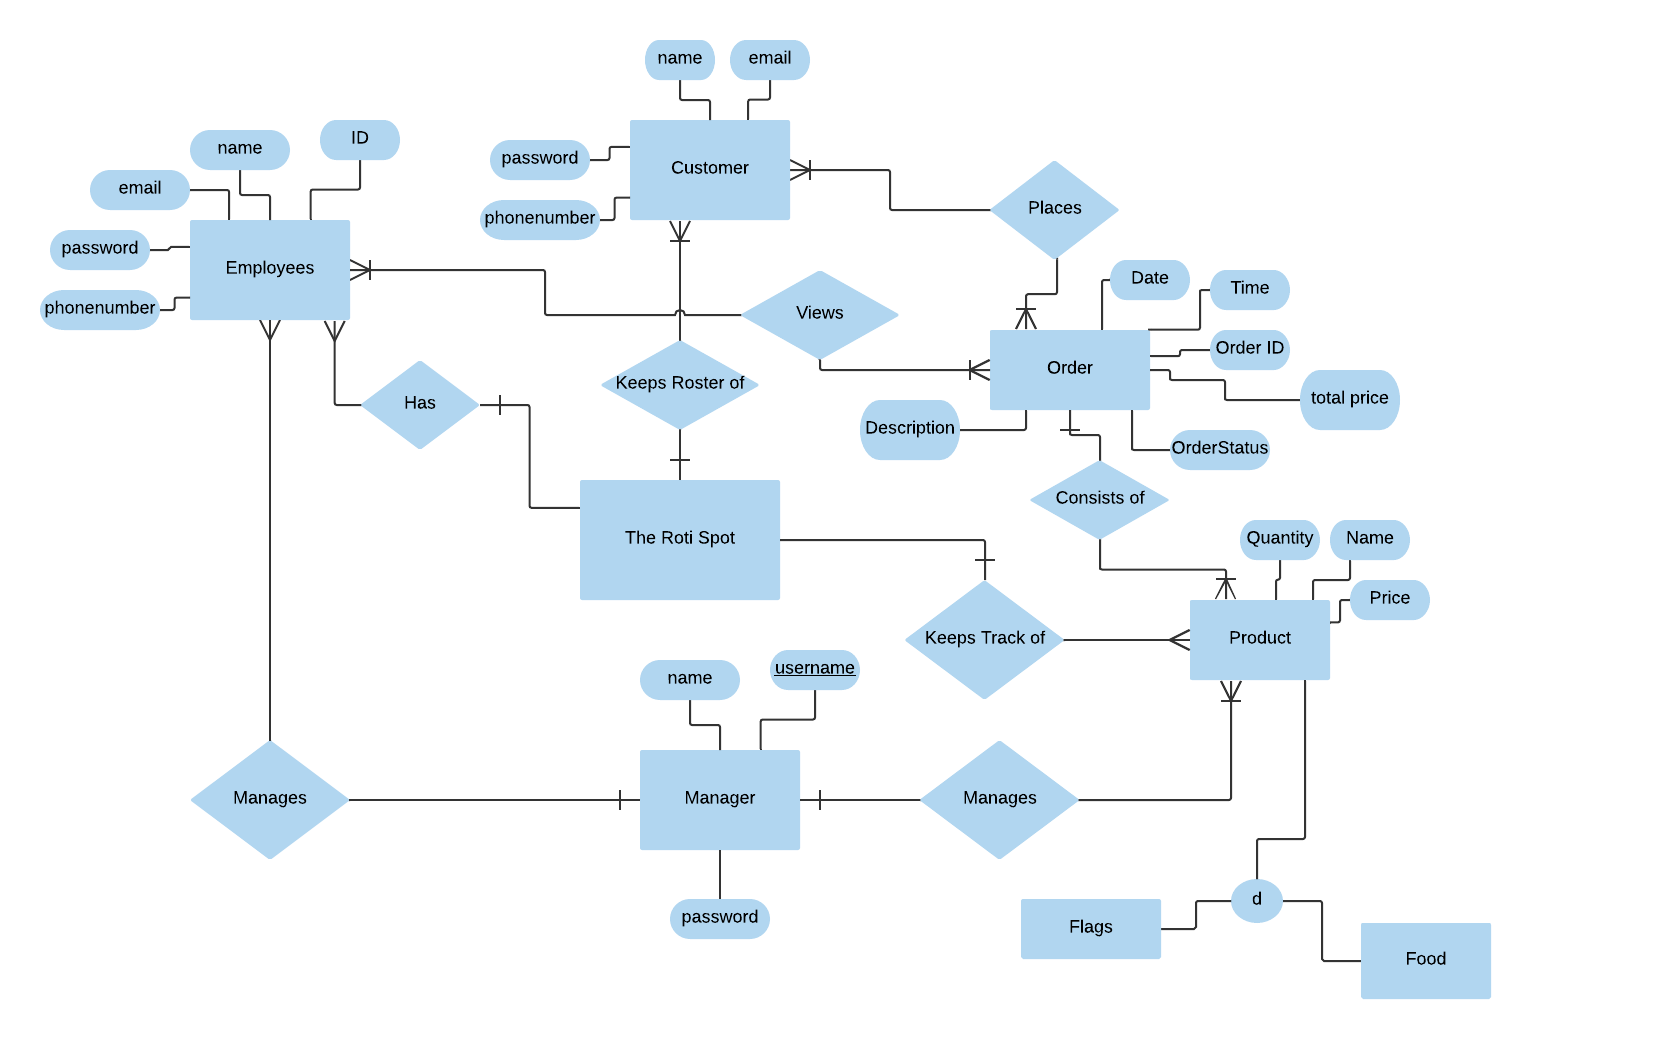 name
email
ID
name
password
Customer
email
phonenumber
Places
password
Employees
Date
Time
phonenumber
Views
Order ID
Order
Keeps Roster of
Has
total price
Description
OrderStatus
Consists of
The Roti Spot
Quantity
Name
Price
Keeps Track of
Product
name
username
Manages
Manager
Manages
password
d
Flags
Food